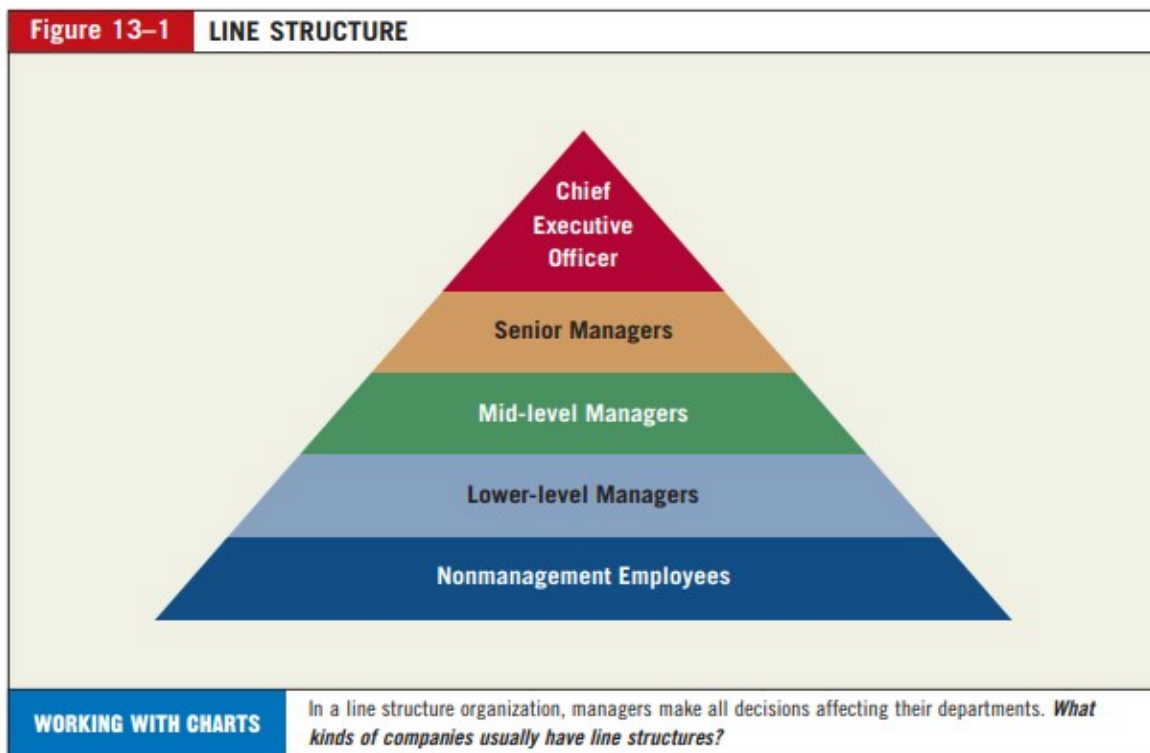 Figure 13–1 LINE STRUCTURE
Chief
Executive
Officer
Senior Managers
Mid-level Managers
Lower-level Managers
Nonmanagement Employees
WORKING WITH CHARTS
In a line structure organization, managers make all decisions affecting their departments. What
kinds of companies usually have line structures?